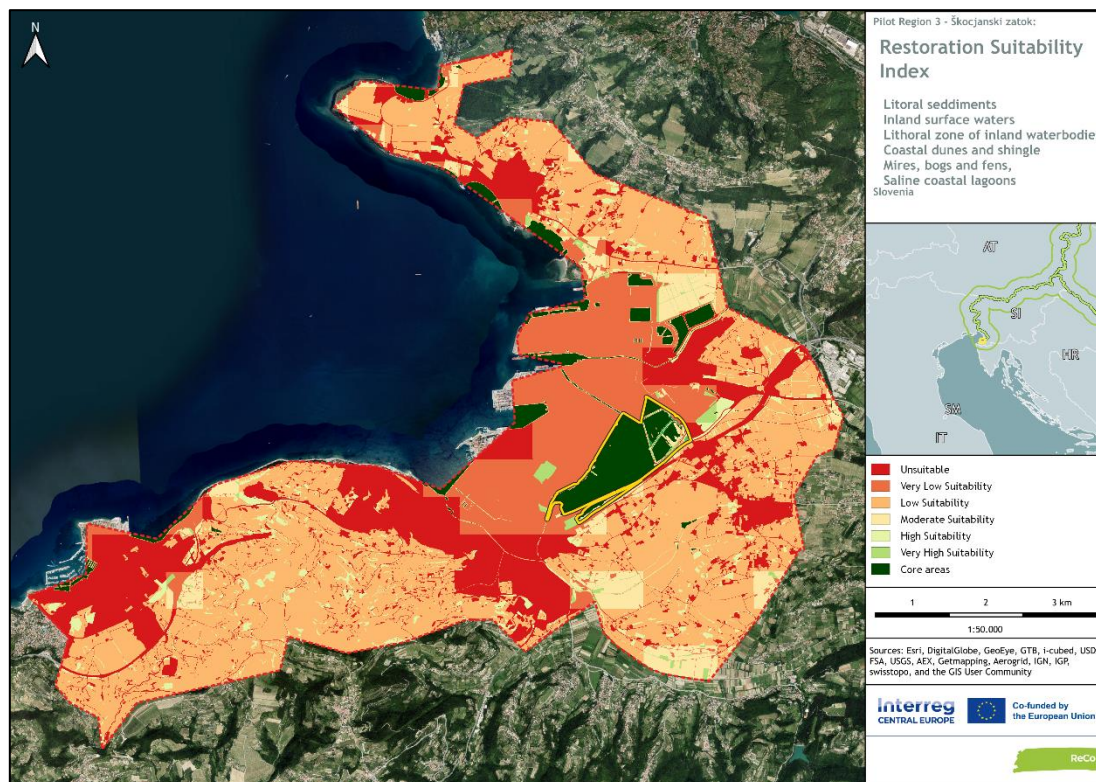 N
Pilot Region 3 - Škocjanski zatok:
Restoration Suitability
Index
Litoral seddiments
Inland surface waters
Lithoral zone of inland waterbodie
Coastal dunes and shingle
Mires, bogs and fens,
Saline coastal lagoons
Slovenia
AT
SI
HR
SM
IT
Unsuitable
Very Low Suitability
Low Suitability
Moderate Suitability
High Suitability
Very High Suitability
Core areas
1 2 3 km
1:50.000
Sources: Esri, DigitalGlobe, GeoEye, GTB, i-cubed, USD
FSA, USGS, AEX, Getmapping, Aerogrid, IGN, IGP,
swisstopo, and the GIS User Community
Interreg
CENTRAL EUROPE
Co-funded by
the European Union
ReCo